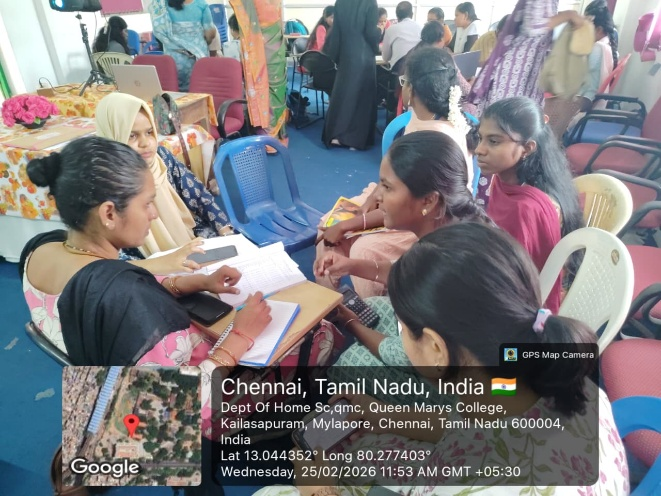 GPS Map Camera
Chennai, Tamil Nadu, India 🇮🇳
Dept Of Home Sc,qmc, Queen Marys College,
Kailasapuram, Mylapore, Chennai, Tamil Nadu 600004,
India
Lat 13.044352° Long 80.277403°
Wednesday, 25/02/2026 11:53 AM GMT +05:30
Google